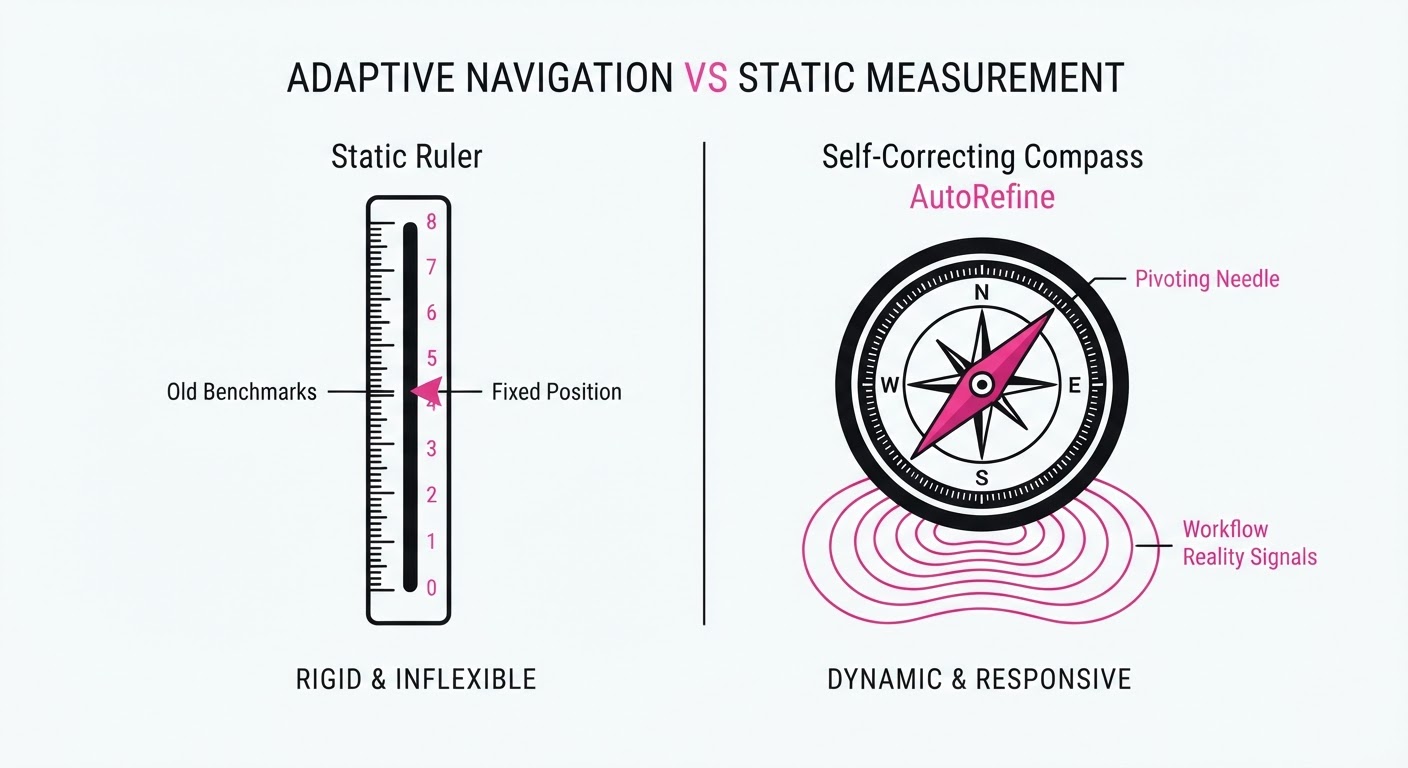 ADAPTIVE NAVIGATION VS STATIC MEASUREMENT
Static Ruler
8
7
6
5
4
3
2
1
0
Old Benchmarks
Fixed Position
RIGID & INFLEXIBLE
Self-Correcting Compass
AutoRefine
N
W
E
S
Pivoting Needle
Workflow
Reality Signals
DYNAMIC & RESPONSIVE